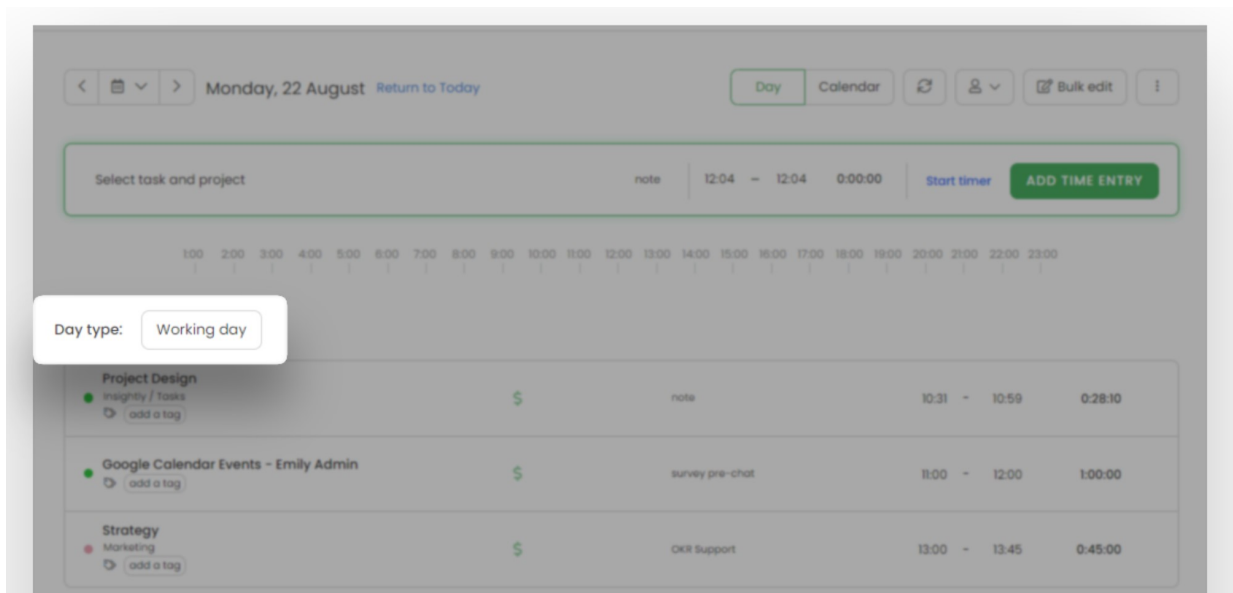 Monday, 22 August Return to Today Day Calendar Bulk edit
Select task and project note 12:04 – 12:04 0:00:00 Start timer ADD TIME ENTRY
1:00 2:00 3:00 4:00 5:00 6:00 7:00 8:00 9:00 10:00 11:00 12:00 13:00 14:00 15:00 16:00 17:00 18:00 19:00 20:00 21:00 22:00 23:00
Day type: Working day
Project Design
Insightly / Tasks $ note 10:31 - 10:59 0:28:10
add a tag
Google Calendar Events - Emily Admin $ survey pre-chat 11:00 - 12:00 1:00:00
add a tag
Strategy
Marketing $ OKR Support 13:00 - 13:45 0:45:00
add a tag